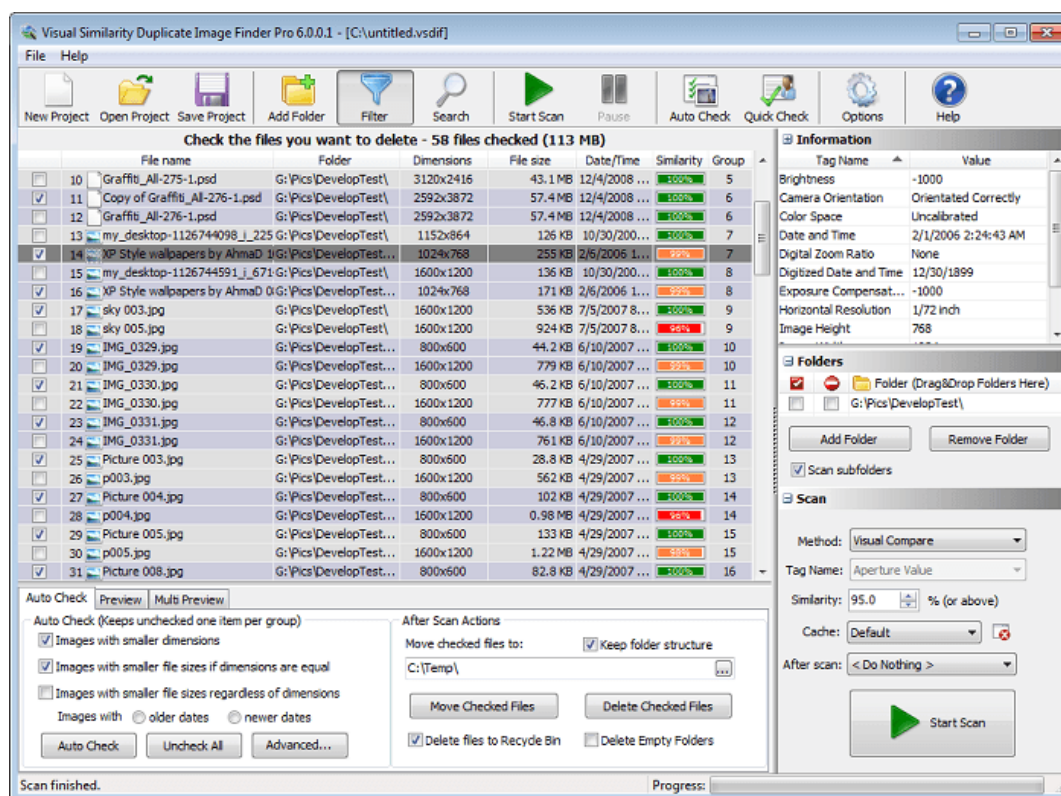 Visual Similarity Duplicate Image Finder Pro 6.0.0.1 - [C:\untitled.vsdif]
File Help
New Project Open Project Save Project Add Folder Filter Search Start Scan Pause Auto Check Quick Check Options Help
Check the files you want to delete - 58 files checked (113 MB)
File name Folder Dimensions File size Date/Time Similarity Group
10 Graffiti_All-275-1.psd G:\Pics\DevelopTest\ 3120x2416 43.1 MB 12/4/2008 ... 100% 5
11 Copy of Graffiti_All-276-1.psd G:\Pics\DevelopTest\ 2592x3872 57.4 MB 12/4/2008 ... 100% 6
12 Graffiti_All-276-1.psd G:\Pics\DevelopTest\ 2592x3872 57.4 MB 12/4/2008 ... 100% 6
13 my_desktop-1126744098_i_225 G:\Pics\DevelopTest\ 1152x864 126 KB 10/30/200... 100% 7
14 XP Style wallpapers by AhmaD 1 G:\Pics\DevelopTest... 1024x768 255 KB 2/6/2006 1... 99% 7
15 my_desktop-1126744591_i_671 G:\Pics\DevelopTest\ 1600x1200 136 KB 10/30/200... 100% 8
16 XP Style wallpapers by AhmaD 0 G:\Pics\DevelopTest... 1024x768 171 KB 2/6/2006 1... 99% 8
17 sky 003.jpg G:\Pics\DevelopTest... 1600x1200 536 KB 7/5/2007 8... 100% 9
18 sky 005.jpg G:\Pics\DevelopTest... 1600x1200 924 KB 7/5/2007 8... 96% 9
19 IMG_0329.jpg G:\Pics\DevelopTest... 800x600 44.2 KB 6/10/2007 ... 100% 10
20 IMG_0329.jpg G:\Pics\DevelopTest... 1600x1200 779 KB 6/10/2007 ... 99% 10
21 IMG_0330.jpg G:\Pics\DevelopTest... 800x600 46.2 KB 6/10/2007 ... 100% 11
22 IMG_0330.jpg G:\Pics\DevelopTest... 1600x1200 777 KB 6/10/2007 ... 99% 11
23 IMG_0331.jpg G:\Pics\DevelopTest... 800x600 46.8 KB 6/10/2007 ... 100% 12
24 IMG_0331.jpg G:\Pics\DevelopTest... 1600x1200 761 KB 6/10/2007 ... 99% 12
25 Picture 003.jpg G:\Pics\DevelopTest... 800x600 28.8 KB 4/29/2007 ... 100% 13
26 p003.jpg G:\Pics\DevelopTest... 1600x1200 562 KB 4/29/2007 ... 99% 13
27 Picture 004.jpg G:\Pics\DevelopTest... 800x600 102 KB 4/29/2007 ... 100% 14
28 p004.jpg G:\Pics\DevelopTest... 1600x1200 0.98 MB 4/29/2007 ... 96% 14
29 Picture 005.jpg G:\Pics\DevelopTest... 800x600 133 KB 4/29/2007 ... 100% 15
30 p005.jpg G:\Pics\DevelopTest... 1600x1200 1.22 MB 4/29/2007 ... 98% 15
31 Picture 008.jpg G:\Pics\DevelopTest... 800x600 82.8 KB 4/29/2007 ... 100% 16
Auto Check Preview Multi Preview
Auto Check (Keeps unchecked one item per group)
Images with smaller dimensions
Images with smaller file sizes if dimensions are equal
Images with smaller file sizes regardless of dimensions
Images with older dates newer dates
Auto Check Uncheck All Advanced...
After Scan Actions
Move checked files to: Keep folder structure
C:\Temp\ ...
Move Checked Files Delete Checked Files
Delete files to Recycle Bin Delete Empty Folders
Information
Tag Name Value
Brightness -1000
Camera Orientation Orientated Correctly
Color Space Uncalibrated
Date and Time 2/1/2006 2:24:43 AM
Digital Zoom Ratio None
Digitized Date and Time 12/30/1899
Exposure Compensat... -1000
Horizontal Resolution 1/72 inch
Image Height 768
Folders
Folder (Drag&Drop Folders Here)
G:\Pics\DevelopTest\
Add Folder Remove Folder
Scan subfolders
Scan
Method: Visual Compare
Tag Name: Aperture Value
Similarity: 95.0 % (or above)
Cache: Default
After scan: < Do Nothing >
Start Scan
Scan finished. Progress: